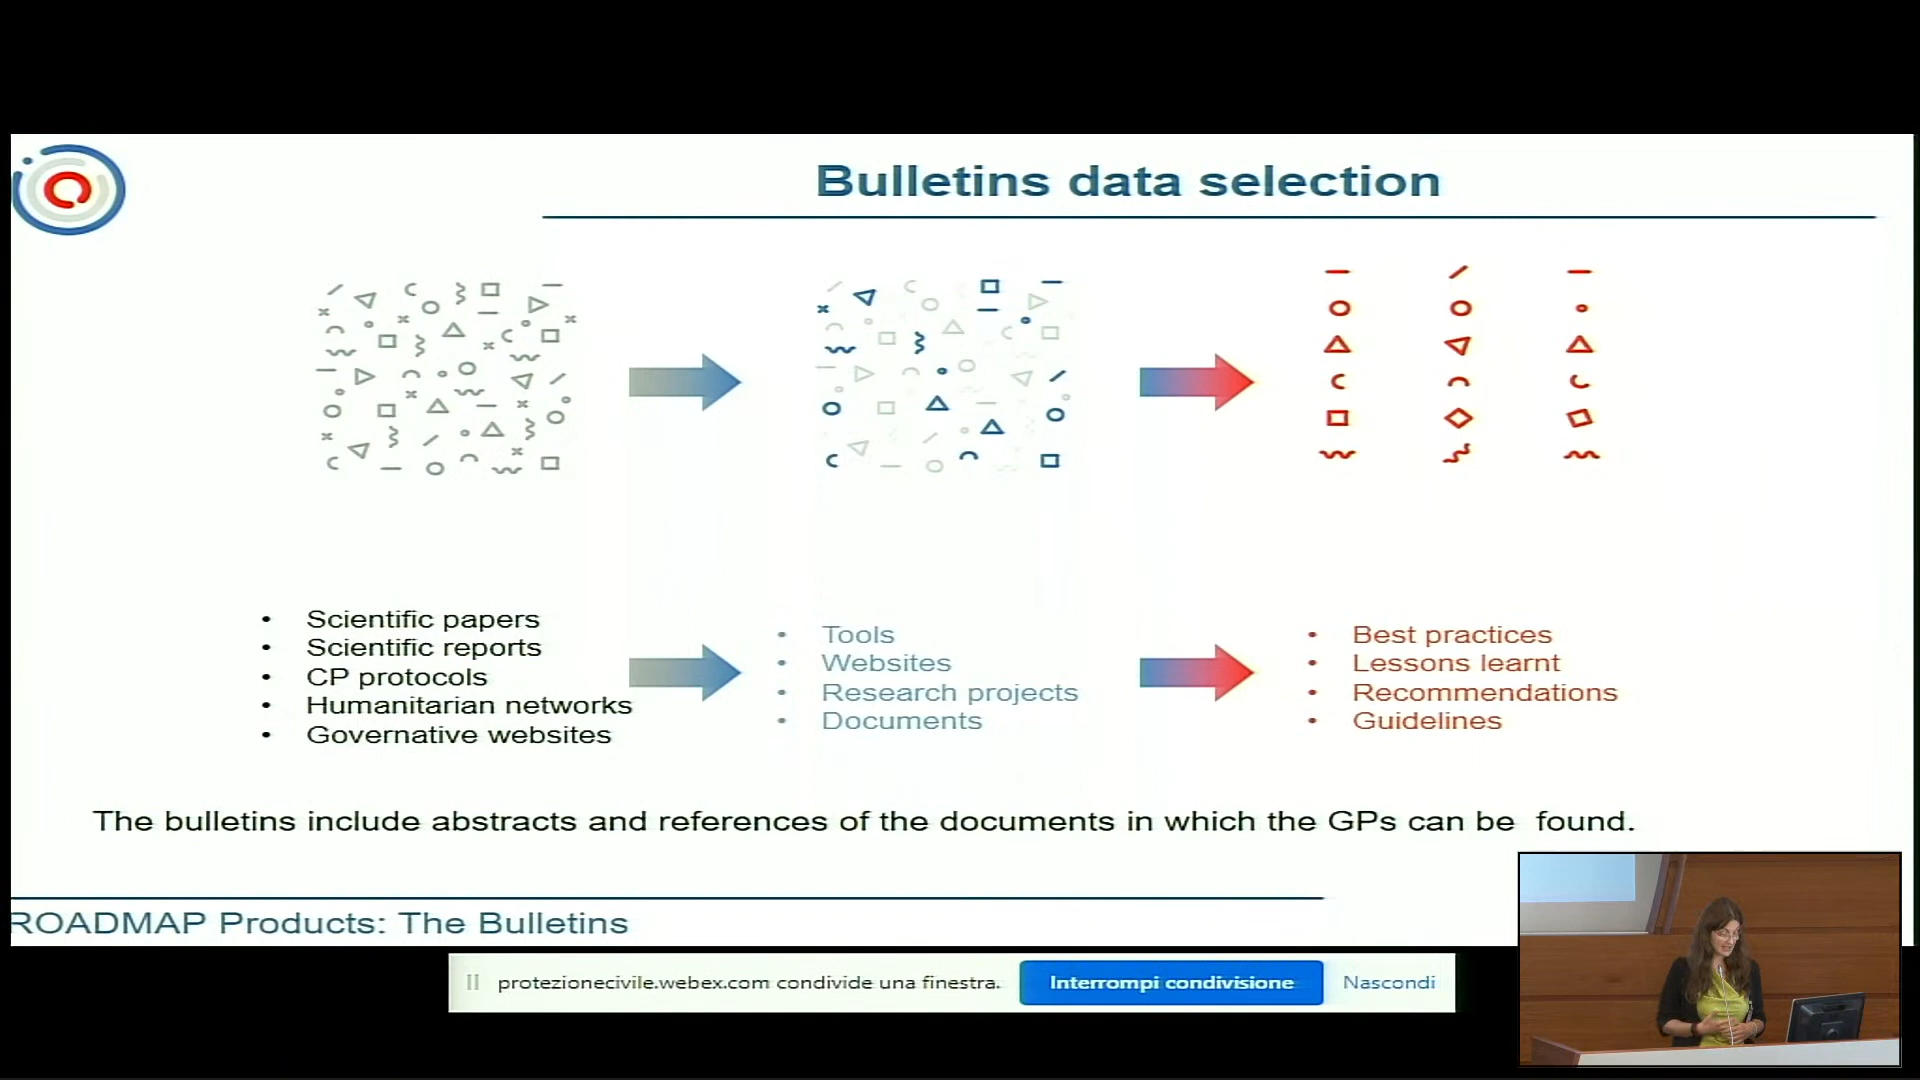 Bulletins data selection
• Scientific papers
• Scientific reports
• CP protocols
• Humanitarian networks
• Governative websites
• Tools
• Websites
• Research projects
• Documents
• Best practices
• Lessons learnt
• Recommendations
• Guidelines
The bulletins include abstracts and references of the documents in which the GPs can be found.
ROADMAP Products: The Bulletins
protezionecivile.webex.com condivide una finestra.
Interrompi condivisione
Nascondi